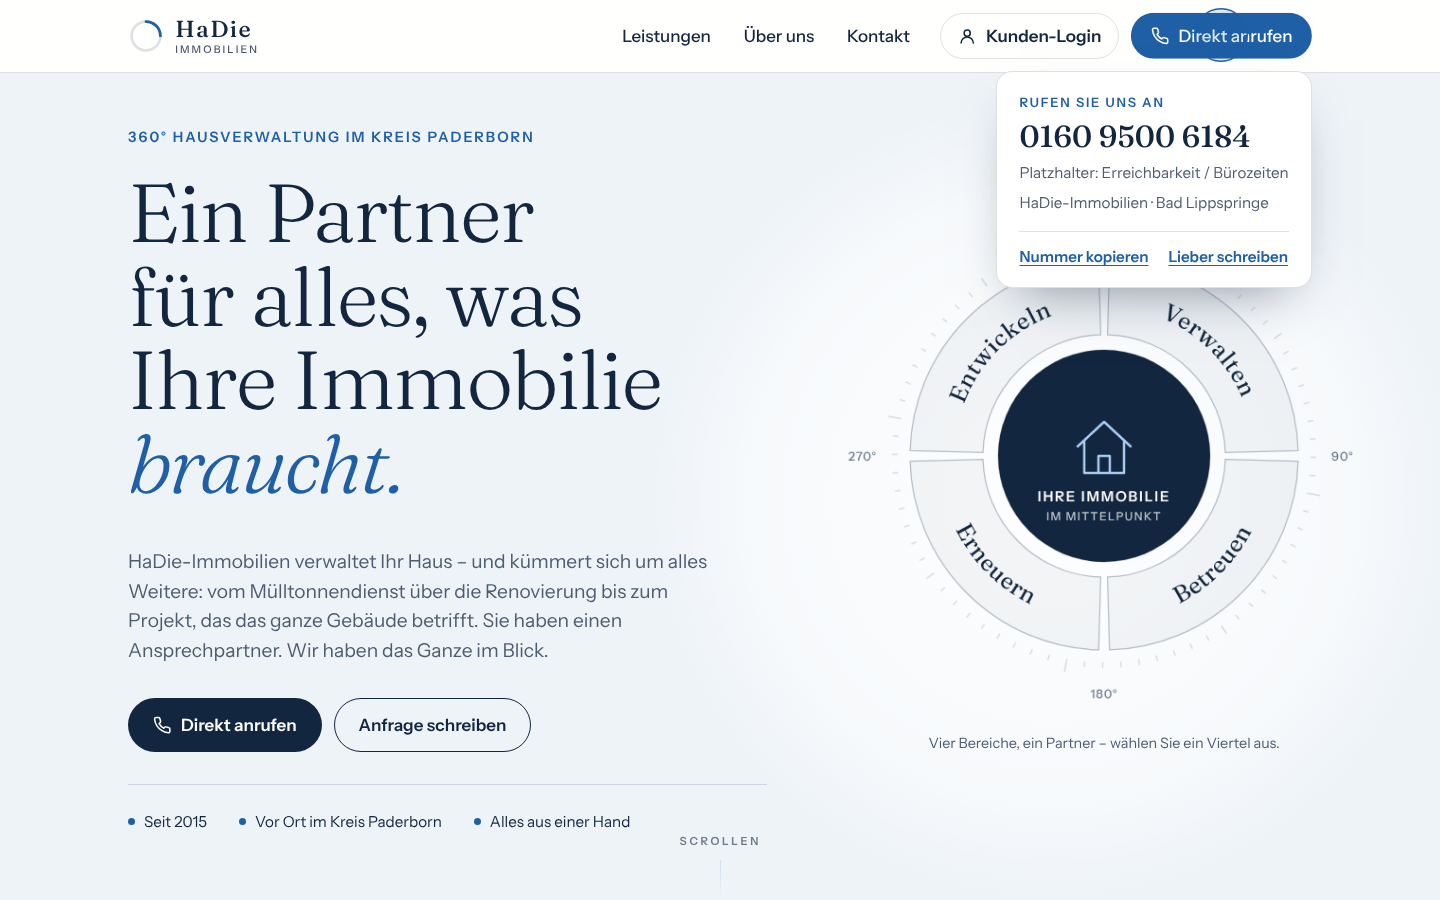 HaDie
IMMOBILIEN
Leistungen
Über uns
Kontakt
Kunden-Login
Direkt anrufen
RUFEN SIE UNS AN
0160 9500 6184
Platzhalter: Erreichbarkeit / Bürozeiten
HaDie-Immobilien · Bad Lippspringe
Nummer kopieren
Lieber schreiben
360° HAUSVERWALTUNG IM KREIS PADERBORN
Ein Partner
für alles, was
Ihre Immobilie
braucht.
HaDie-Immobilien verwaltet Ihr Haus – und kümmert sich um alles
Weitere: vom Mülltonnendienst über die Renovierung bis zum
Projekt, das das ganze Gebäude betrifft. Sie haben einen
Ansprechpartner. Wir haben das Ganze im Blick.
Direkt anrufen
Anfrage schreiben
Seit 2015
Vor Ort im Kreis Paderborn
Alles aus einer Hand
Entwickeln
Verwalten
270°
90°
IHRE IMMOBILIE
IM MITTELPUNKT
Erneuern
Betreuen
180°
Vier Bereiche, ein Partner – wählen Sie ein Viertel aus.
SCROLLEN